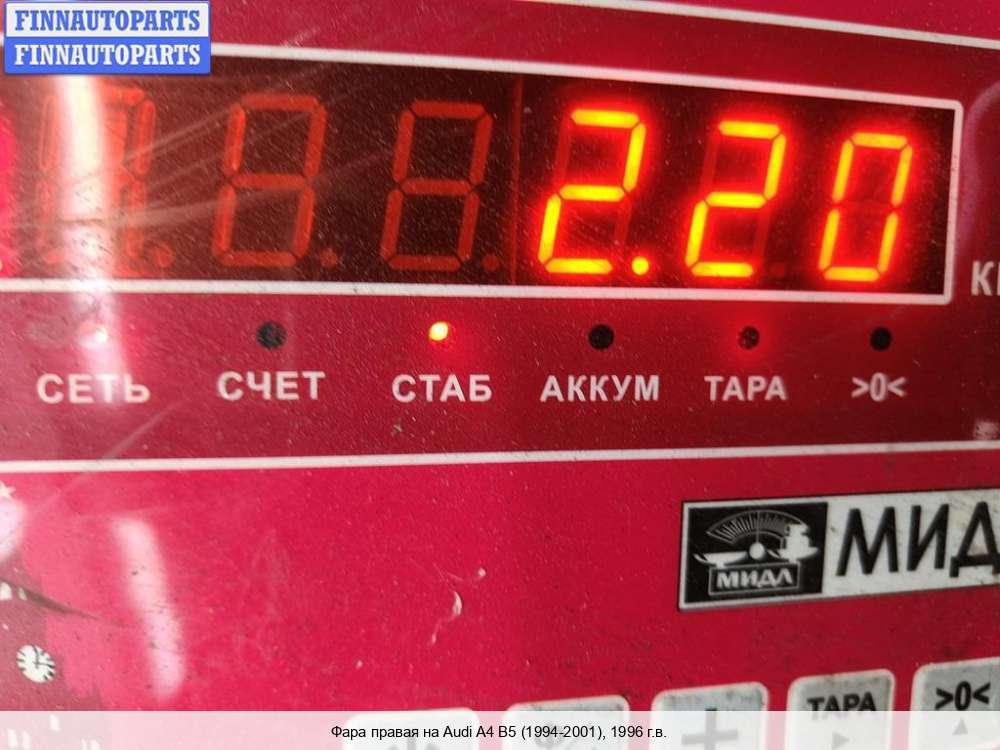 FINNAUTOPARTS
FINNAUTOPARTS
2.20
СЕТЬ СЧЕТ СТАБ АККУМ ТАРА >0<
МИДЛ
ТАРА >0<
Фара правая на Audi A4 B5 (1994-2001), 1996 г.в.